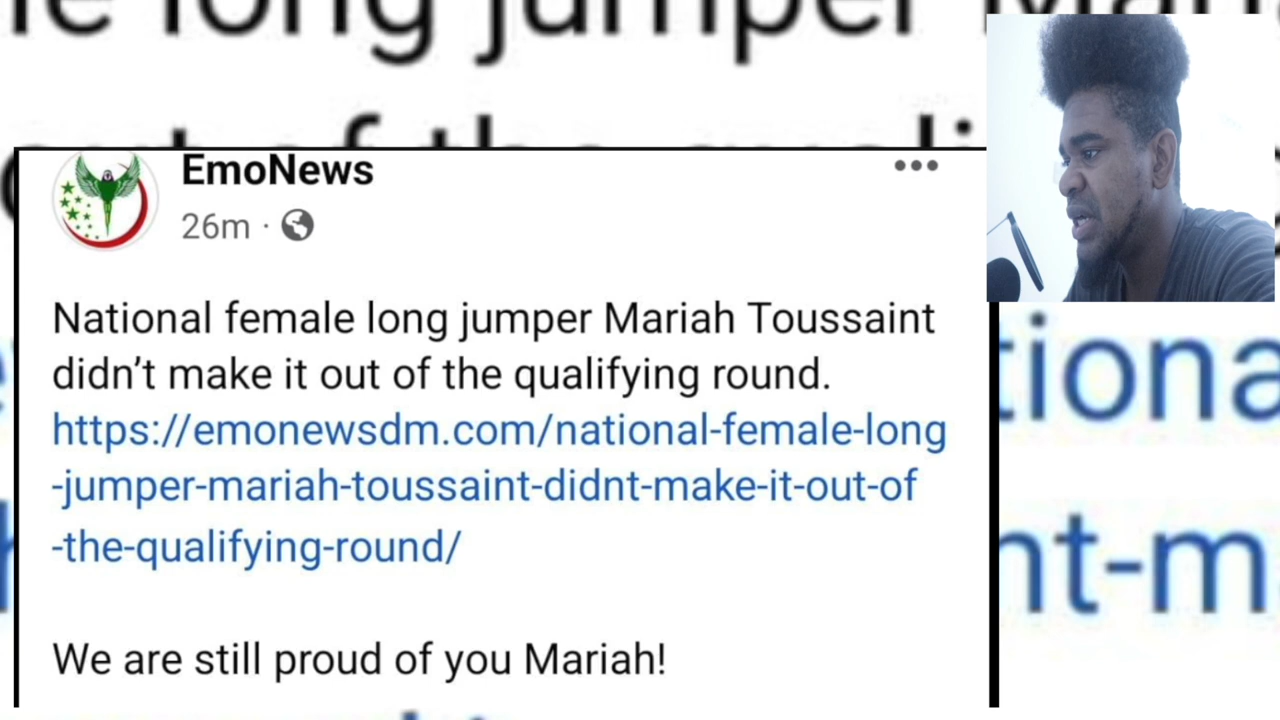 EmoNews
26m ·
National female long jumper Mariah Toussaint
didn't make it out of the qualifying round.
https://emonewsdm.com/national-female-long
-jumper-mariah-toussaint-didnt-make-it-out-of
-the-qualifying-round/
We are still proud of you Mariah!